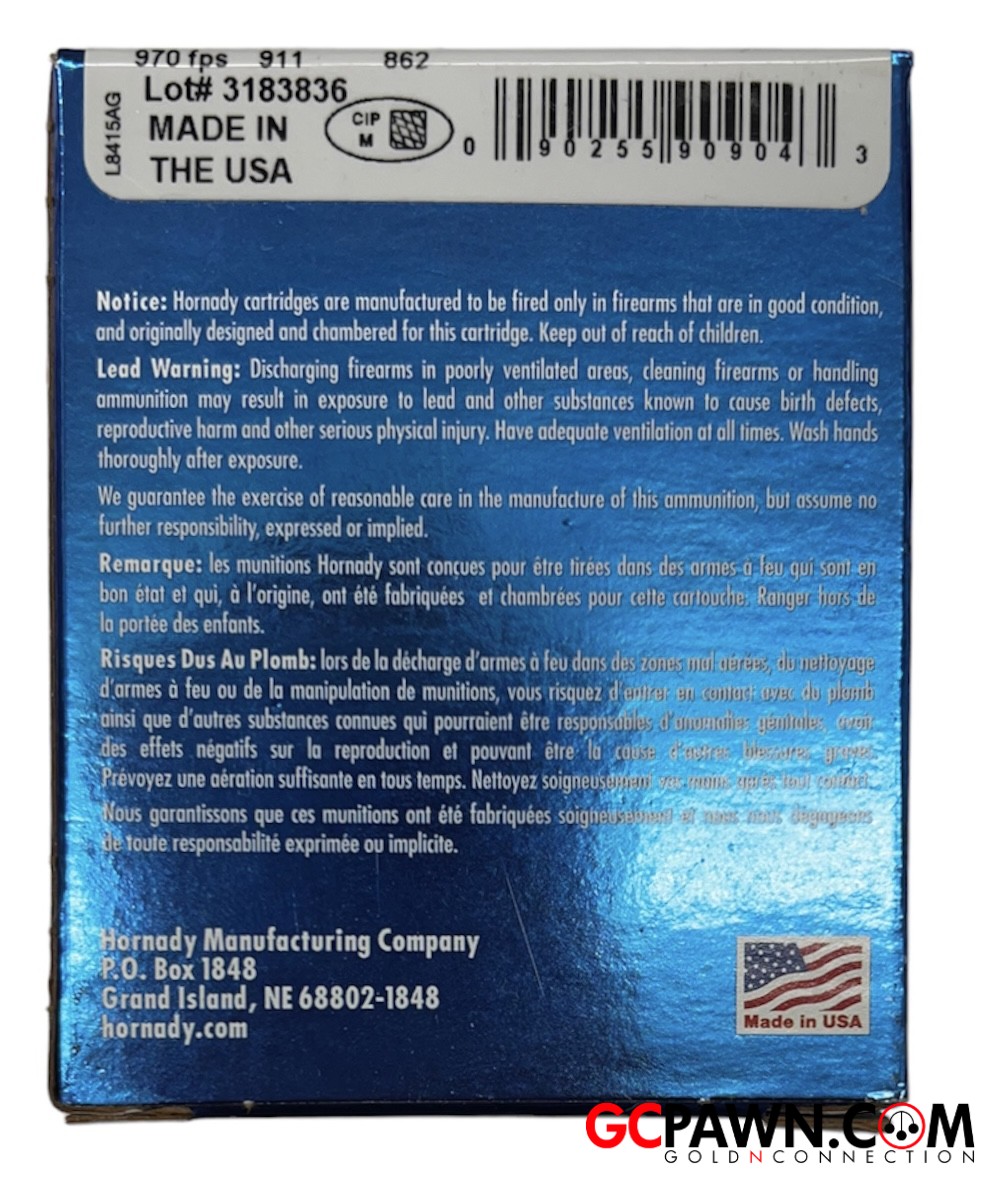 970 fps 911 862
Lot# 3183836
MADE IN
THE USA
L8415AG
CIP
M
0 90255 90904 3
Notice: Hornady cartridges are manufactured to be fired only in firearms that are in good condition,
and originally designed and chambered for this cartridge. Keep out of reach of children.
Lead Warning: Discharging firearms in poorly ventilated areas, cleaning firearms or handling
ammunition may result in exposure to lead and other substances known to cause birth defects,
reproductive harm and other serious physical injury. Have adequate ventilation at all times. Wash hands
thoroughly after exposure.
We guarantee the exercise of reasonable care in the manufacture of this ammunition, but assume no
further responsibility, expressed or implied.
Remarque: les munitions Hornady sont conçues pour être tirées dans des armes à feu qui sont en
bon état et qui, à l'origine, ont été fabriquées et chambrées pour cette cartouche. Ranger hors de
la portée des enfants.
Risques Dus Au Plomb: lors de la décharge d'armes à feu dans des zones mal aérées, du nettoyage
d'armes à feu ou de la manipulation de munitions, vous risquez d'entrer en contact avec du plomb
ainsi que d'autres substances connues qui pourraient être responsables d'anomalies génitales, avoir
des effets négatifs sur la reproduction et pouvant être la cause d'autres blessures graves.
Prévoyez une aération suffisante en tous temps. Nettoyez soigneusement vos mains après tout contact.
Nous garantissons que ces munitions ont été fabriquées soigneusement et nous nous dégageons
de toute responsabilité exprimée ou implicite.
Hornady Manufacturing Company
P.O. Box 1848
Grand Island, NE 68802-1848
hornady.com
Made in USA
GCPAWN.COM
GOLDNCONNECTION